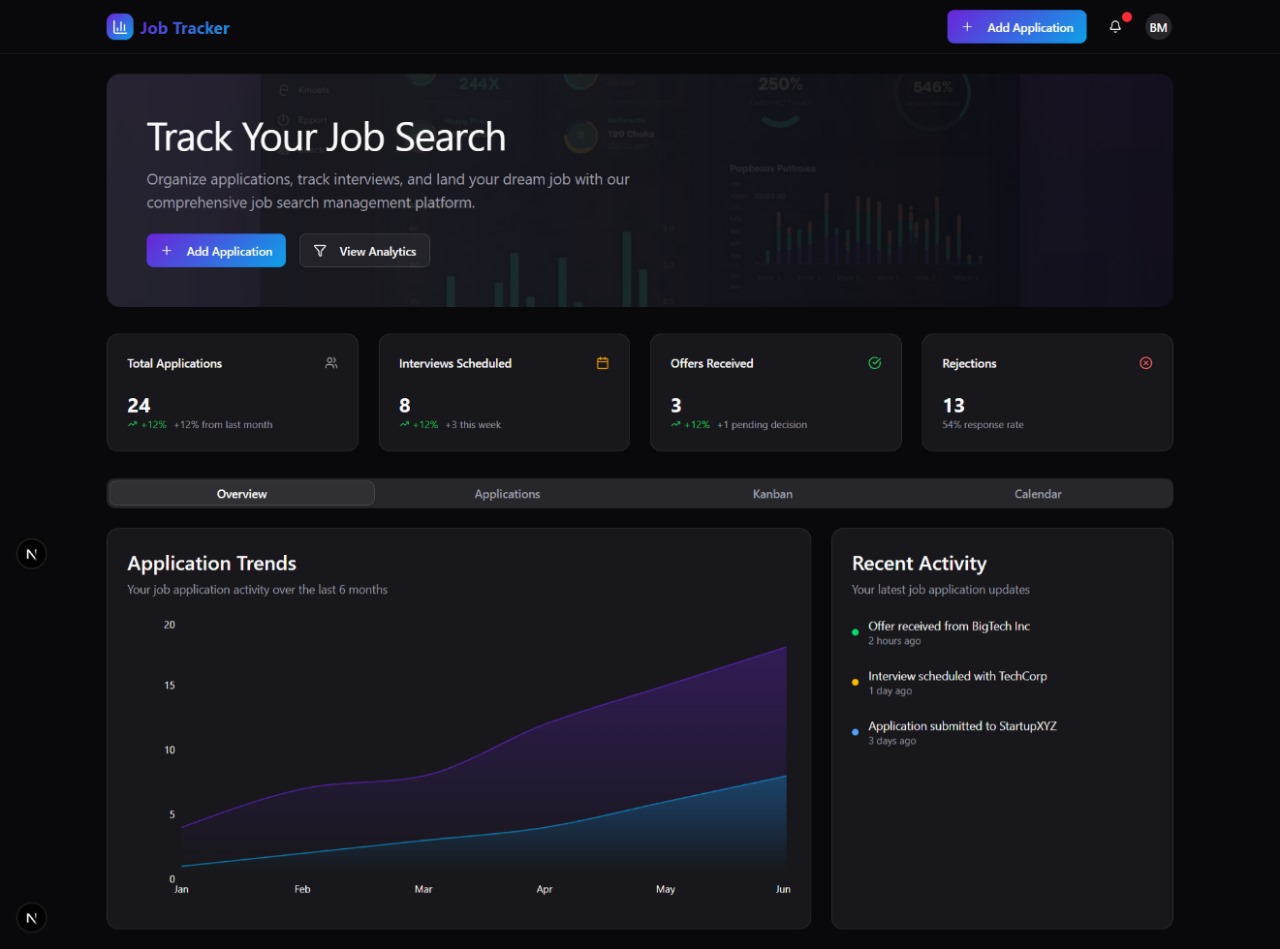 Job Tracker
+ Add Application
BM
Kmoets
244X
250%
546%
Epport
Track Your Job Search
Organize applications, track interviews, and land your dream job with our
comprehensive job search management platform.
+ Add Application
View Analytics
Total Applications
24
+12% +12% from last month
Interviews Scheduled
8
+12% +3 this week
Offers Received
3
+12% +1 pending decision
Rejections
13
54% response rate
Overview
Applications
Kanban
Calendar
Application Trends
Your job application activity over the last 6 months
20
15
10
5
0
Jan Feb Mar Apr May Jun
Recent Activity
Your latest job application updates
Offer received from BigTech Inc
2 hours ago
Interview scheduled with TechCorp
1 day ago
Application submitted to StartupXYZ
3 days ago
N
N